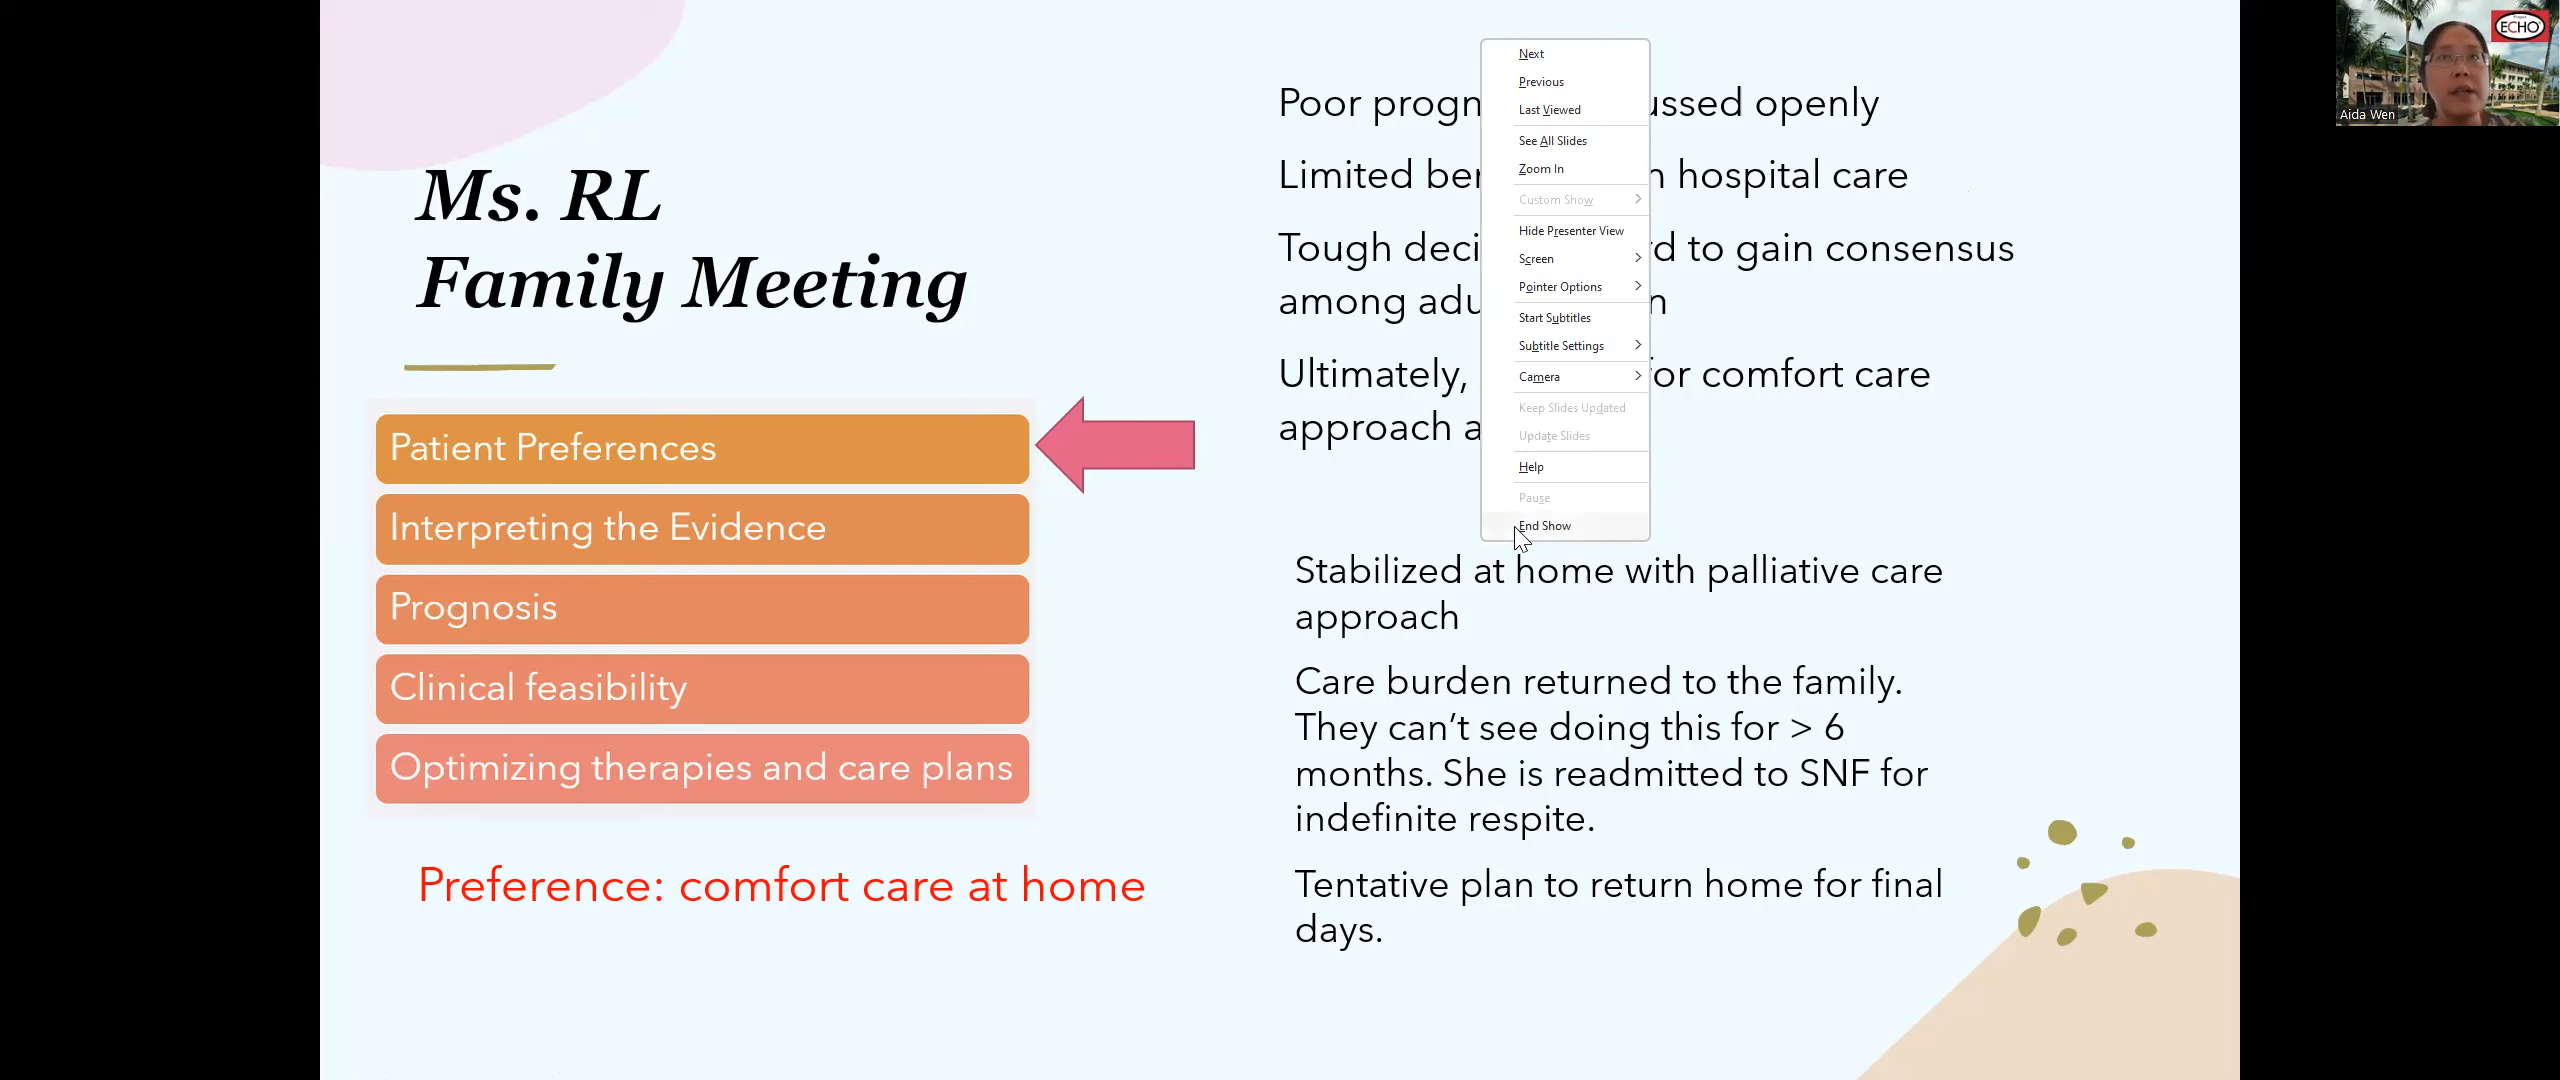 Ms. RL
Family Meeting
Patient Preferences
Interpreting the Evidence
Prognosis
Clinical feasibility
Optimizing therapies and care plans
Preference: comfort care at home
Poor progn ussed openly
Limited ber n hospital care
Tough deci rd to gain consensus
among adu n
Ultimately, for comfort care
approach a
Next
Previous
Last Viewed
See All Slides
Zoom In
Custom Show
Hide Presenter View
Screen
Pointer Options
Start Subtitles
Subtitle Settings
Camera
Keep Slides Updated
Update Slides
Help
Pause
End Show
Stabilized at home with palliative care
approach
Care burden returned to the family.
They can't see doing this for > 6
months. She is readmitted to SNF for
indefinite respite.
Tentative plan to return home for final
days.
ECHO
Aida Wen